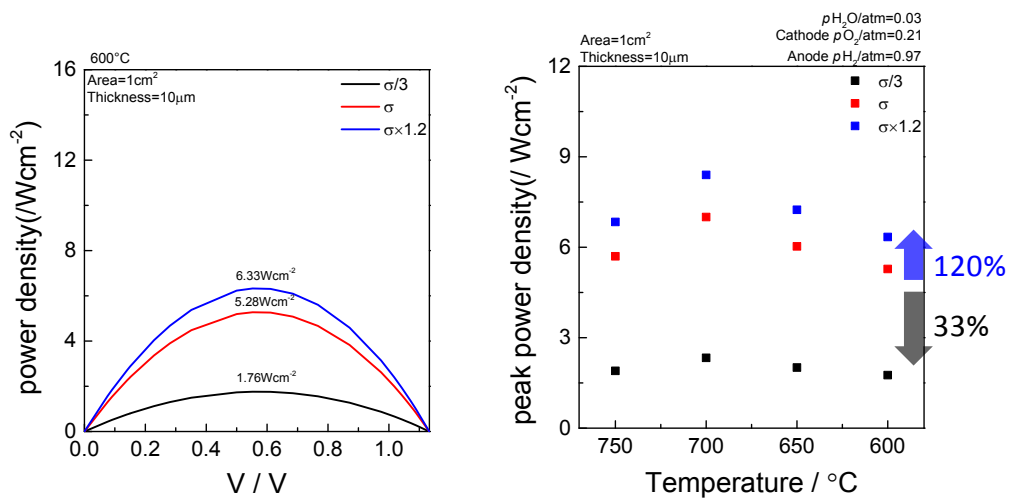 600°C
Area=1cm²
Thickness=10μm
σ/3
σ
σ×1.2
16
12
8
4
0
power density(/Wcm⁻²)
6.33Wcm⁻²
5.28Wcm⁻²
1.76Wcm⁻²
0.0 0.2 0.4 0.6 0.8 1.0
V / V
pH₂O/atm=0.03
Cathode pO₂/atm=0.21
Anode pH₂/atm=0.97
Area=1cm²
Thickness=10μm
σ/3
σ
σ×1.2
12
9
6
3
0
peak power density(/ Wcm⁻²)
120%
33%
750 700 650 600
Temperature / °C